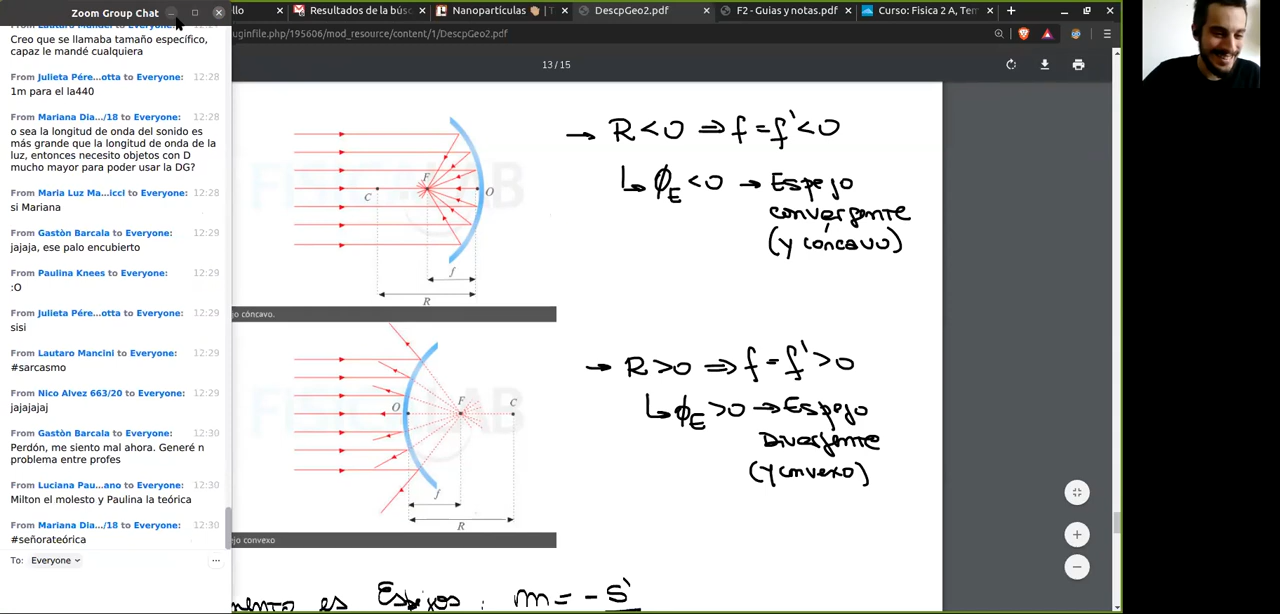 Zoom Group Chat
Creo que se llamaba tamaño específico,
capaz le mandé cualquiera
From Julieta Pére...otta to Everyone: 12:28
1m para el la440
From Mariana Dia.../18 to Everyone: 12:28
o sea la longitud de onda del sonido es
más grande que la longitud de onda de la
luz, entonces necesito objetos con D
mucho mayor para poder usar la DG?
From Maria Luz Ma...iccI to Everyone: 12:28
si Mariana
From Gastòn Barcala to Everyone: 12:29
jajaja, ese palo encubierto
From Paulina Knees to Everyone: 12:29
:O
From Julieta Pére...otta to Everyone: 12:29
sisi
From Lautaro Mancini to Everyone: 12:29
#sarcasmo
From Nico Alvez 663/20 to Everyone: 12:29
jajajajaj
From Gastòn Barcala to Everyone: 12:30
Perdón, me siento mal ahora. Generé n
problema entre profes
From Luciana Pau...ano to Everyone: 12:30
Milton el molesto y Paulina la teórica
From Mariana Dia.../18 to Everyone: 12:30
#señorateórica
To: Everyone
llo
Resultados de la bús
Nanopartículas
DescpGeo2.pdf
F2 - Guias y notas.pdf
Curso: Fisica 2 A, Tem
luginfile.php/195606/mod_resource/content/1/DescpGeo2.pdf
13 / 15
F
C
O
f
R
jo cóncavo.
→ R<0 ⇒ f=f'<0
↳ ϕE<0 → Espejo
convergente
(y cóncavo)
O
F
C
f
R
ejo convexo
→ R>0 ⇒ f=f'>0
↳ ϕE>0 → Espejo
Divergente
(y convexo)
mento es Espejos : m = - s'